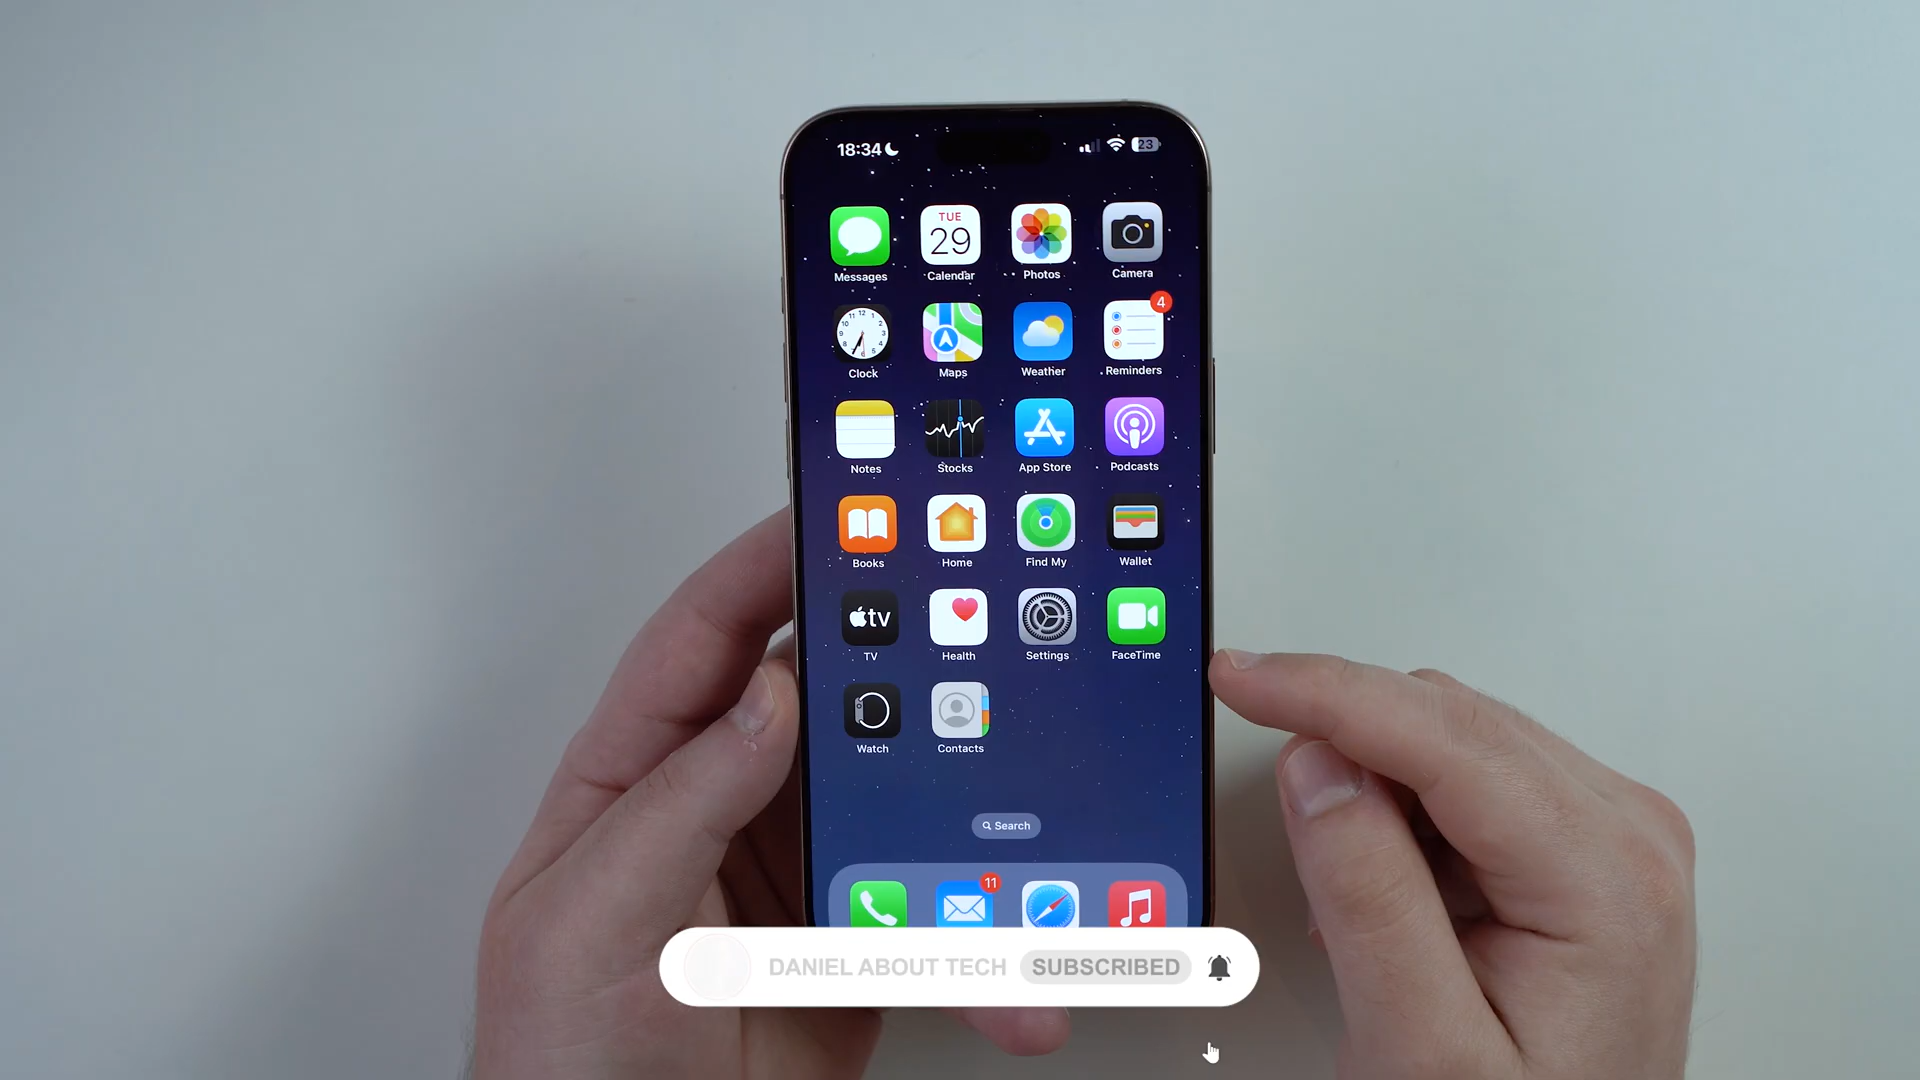 18:34
23
TUE
29
Messages
Calendar
Photos
Camera
4
Clock
Maps
Weather
Reminders
Notes
Stocks
App Store
Podcasts
Books
Home
Find My
Wallet
tv
TV
Health
Settings
FaceTime
Watch
Contacts
Search
11
DANIEL ABOUT TECH
SUBSCRIBED